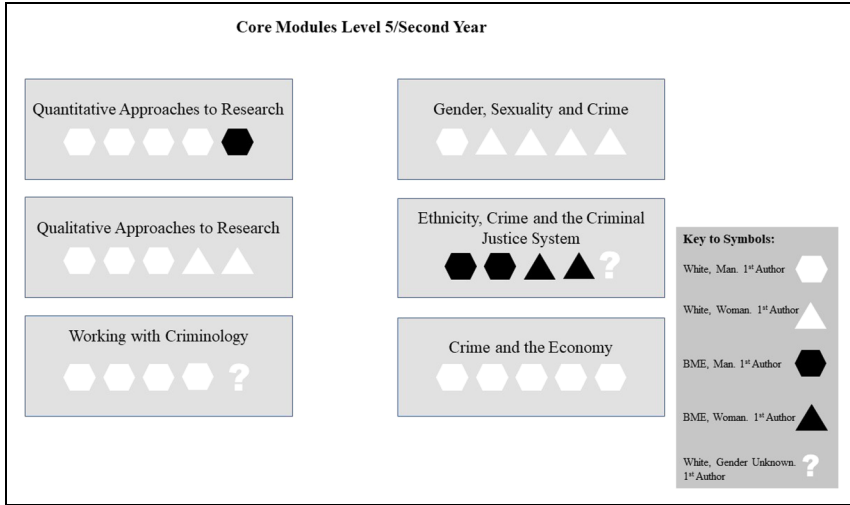 Core Modules Level 5/Second Year
Quantitative Approaches to Research
Gender, Sexuality and Crime
Qualitative Approaches to Research
Ethnicity, Crime and the Criminal
Justice System
?
Working with Criminology
?
Crime and the Economy
Key to Symbols:
White, Man. 1st Author
White, Woman. 1st Author
BME, Man. 1st Author
BME, Woman. 1st Author
White, Gender Unknown.
1st Author
?